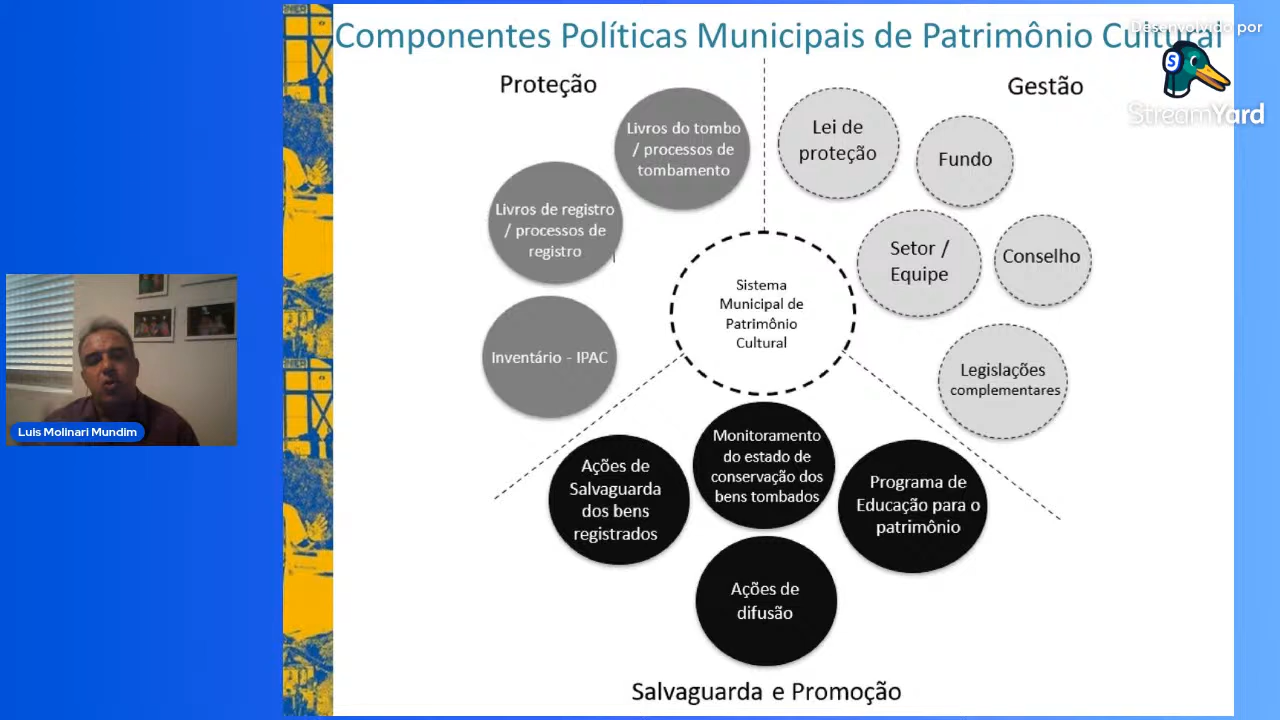 Componentes Políticas Municipais de Patrimônio Cultural
Desenvolvido por
StreamYard
Proteção
Gestão
Livros do tombo
/ processos de
tombamento
Livros de registro
/ processos de
registro
Inventário - IPAC
Lei de
proteção
Fundo
Setor /
Equipe
Conselho
Legislações
complementares
Sistema
Municipal de
Patrimônio
Cultural
Ações de
Salvaguarda
dos bens
registrados
Monitoramento
do estado de
conservação dos
bens tombados
Programa de
Educação para o
patrimônio
Ações de
difusão
Salvaguarda e Promoção
Luis Molinari Mundim